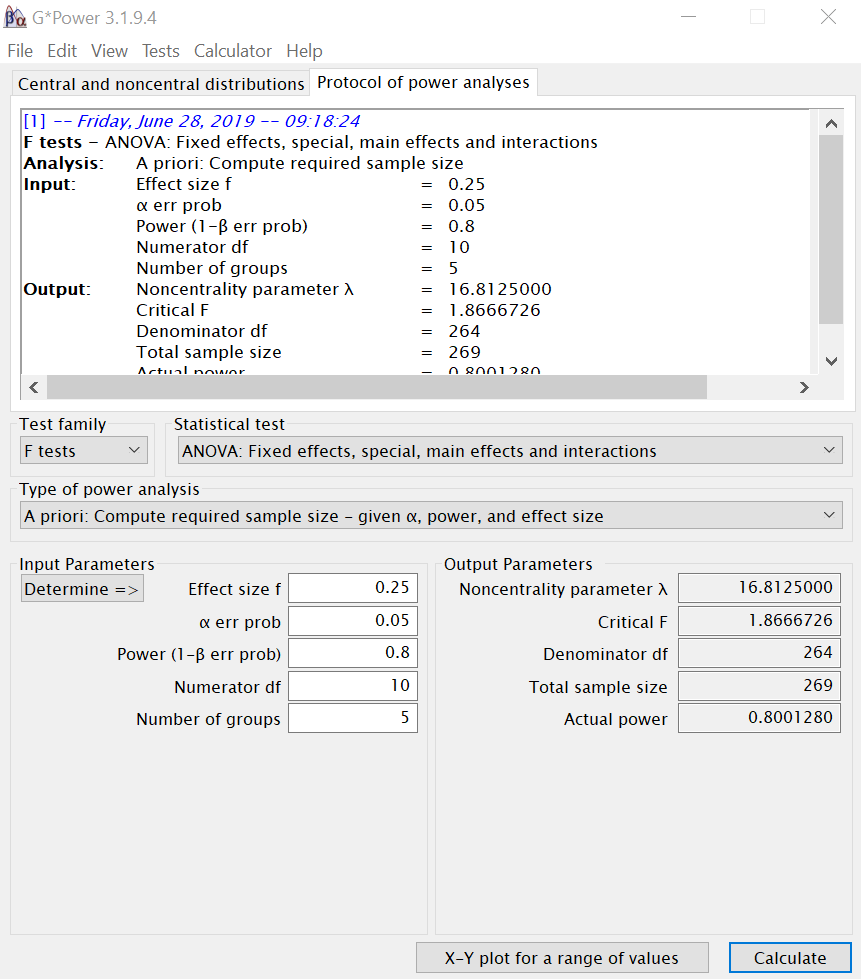 G*Power 3.1.9.4
File Edit View Tests Calculator Help
Central and noncentral distributions Protocol of power analyses
[1] -- Friday, June 28, 2019 -- 09:18:24
F tests - ANOVA: Fixed effects, special, main effects and interactions
Analysis: A priori: Compute required sample size
Input: Effect size f = 0.25
α err prob = 0.05
Power (1-β err prob) = 0.8
Numerator df = 10
Number of groups = 5
Output: Noncentrality parameter λ = 16.8125000
Critical F = 1.8666726
Denominator df = 264
Total sample size = 269
Actual power = 0.8001280
Test family Statistical test
F tests ANOVA: Fixed effects, special, main effects and interactions
Type of power analysis
A priori: Compute required sample size - given α, power, and effect size
Input Parameters
Determine => Effect size f 0.25
α err prob 0.05
Power (1-β err prob) 0.8
Numerator df 10
Number of groups 5
Output Parameters
Noncentrality parameter λ 16.8125000
Critical F 1.8666726
Denominator df 264
Total sample size 269
Actual power 0.8001280
X-Y plot for a range of values Calculate